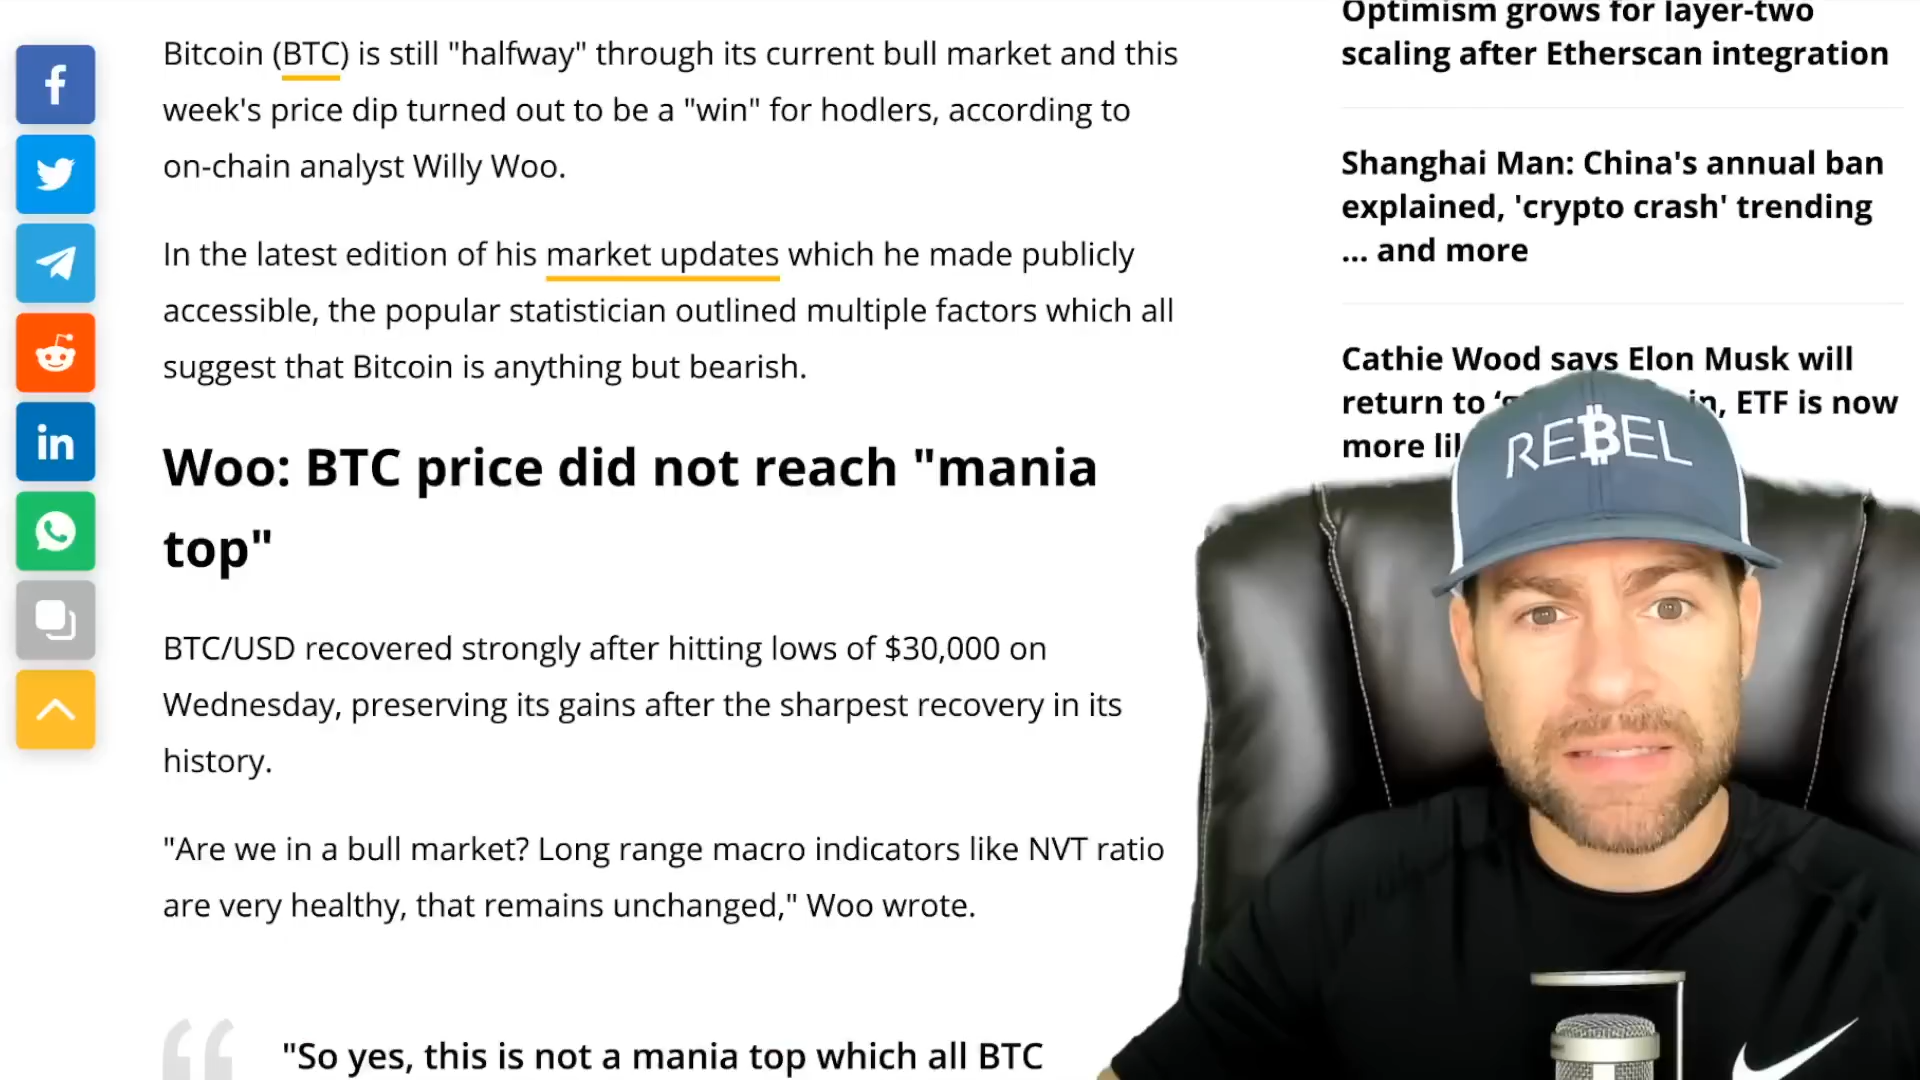 Bitcoin (BTC) is still "halfway" through its current bull market and this
week's price dip turned out to be a "win" for hodlers, according to
on-chain analyst Willy Woo.
In the latest edition of his market updates which he made publicly
accessible, the popular statistician outlined multiple factors which all
suggest that Bitcoin is anything but bearish.
Woo: BTC price did not reach "mania
top"
BTC/USD recovered strongly after hitting lows of $30,000 on
Wednesday, preserving its gains after the sharpest recovery in its
history.
"Are we in a bull market? Long range macro indicators like NVT ratio
are very healthy, that remains unchanged," Woo wrote.
"So yes, this is not a mania top which all BTC
Optimism grows for layer-two
scaling after Etherscan integration
Shanghai Man: China's annual ban
explained, 'crypto crash' trending
... and more
Cathie Wood says Elon Musk will
return to ETF is now
more
REBEL